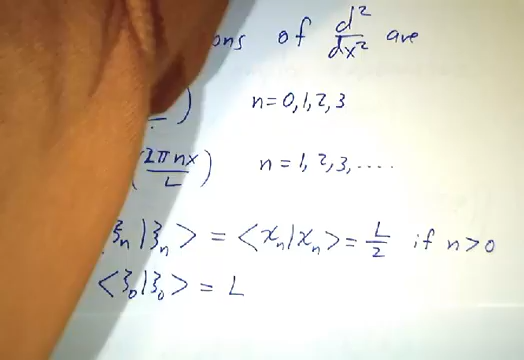 ons of d²/dx² are
) n = 0, 1, 2, 3
(2πnx/L) n = 1, 2, 3, ....
ξₙ|ξₙ> = <χₙ|χₙ> = L/2 if n>0
<ξ₀|ξ₀> = L